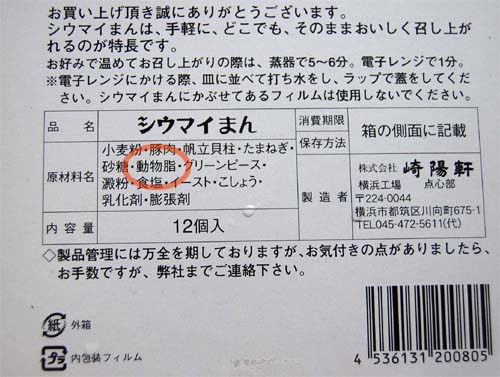 お買い上げ頂き誠にありがとうございます。
シウマイまんは、手軽に、どこでも、そのままおいしく召し上が
れるのが特長です。
お好みで温めてお召し上がりの際は、蒸器で5～6分。電子レンジで1分。
※電子レンジにかける際、皿に並べて打ち水をし、ラップで蓋をしてくださ
い。シウマイまんにかぶせてあるフィルムは使用しないでください。
品名 シウマイまん
原材料名 小麦粉・豚肉・帆立貝柱・たまねぎ・
砂糖・動物脂・グリーンピース・
澱粉・食塩・イースト・こしょう・
乳化剤・膨張剤
内容量 12個入
消費期限
保存方法
箱の側面に記載
製造者
株式会社 崎陽軒
横浜工場 点心部
〒224-0044
横浜市都筑区川向町675-1
TEL045-472-5611(代)
◇製品管理には万全を期しておりますが、お気付きの点がありましたら、
お手数ですが、弊社までご連絡下さい。
紙 外箱
プラ 内包装フィルム
4 536131 200805